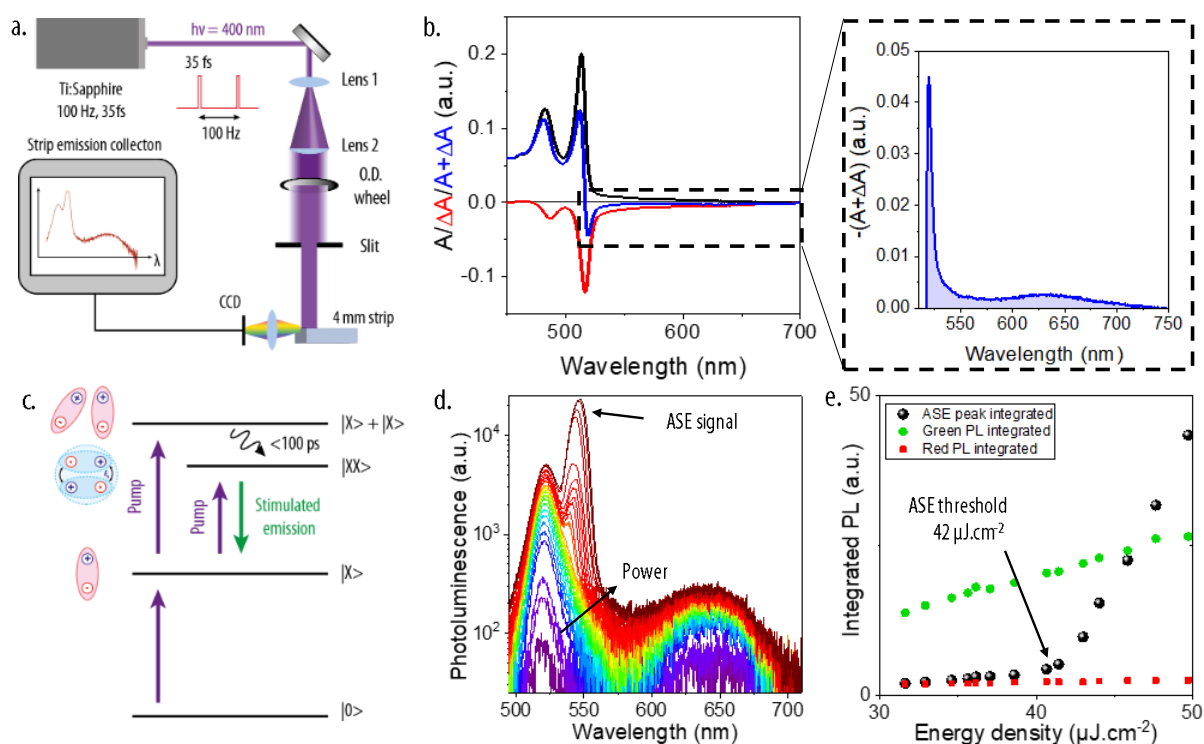 a.
hν = 400 nm
35 fs
100 Hz
Ti:Sapphire
100 Hz, 35fs
Lens 1
Lens 2
O.D.
wheel
Slit
Strip emission collecton
λ
CCD
4 mm strip
b.
A/ΔA/A+ΔA (a.u.)
0.2
0.1
0.0
-0.1
500
600
700
Wavelength (nm)
-(A+ΔA) (a.u.)
0.05
0.04
0.03
0.02
0.01
0.00
550
600
650
700
750
Wavelength (nm)
c.
|X> + |X>
<100 ps
|XX>
Pump
Pump
Stimulated
emission
|X>
|0>
d.
Photoluminescence (a.u.)
10⁴
10³
10²
ASE signal
Power
500
550
600
650
700
Wavelength (nm)
e.
Integrated PL (a.u.)
50
0
ASE peak integrated
Green PL integrated
Red PL integrated
ASE threshold
42 µJ.cm⁻²
30
40
50
Energy density (µJ.cm⁻²)